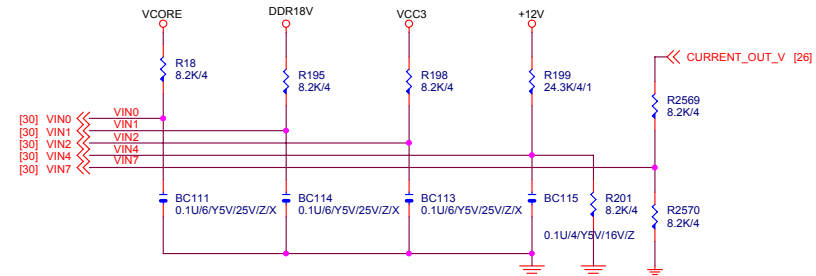 VCORE DDR18V VCC3 +12V
CURRENT_OUT_V [26]
R18
8.2K/4
R195
8.2K/4
R198
8.2K/4
R199
24.3K/4/1
R2569
8.2K/4
[30] VIN0 VIN0
[30] VIN1 VIN1
[30] VIN2 VIN2
[30] VIN4 VIN4
[30] VIN7 VIN7
BC111
0.1U/6/Y5V/25V/Z/X
BC114
0.1U/6/Y5V/25V/Z/X
BC113
0.1U/6/Y5V/25V/Z/X
BC115
0.1U/4/Y5V/16V/Z
R201
8.2K/4
R2570
8.2K/4